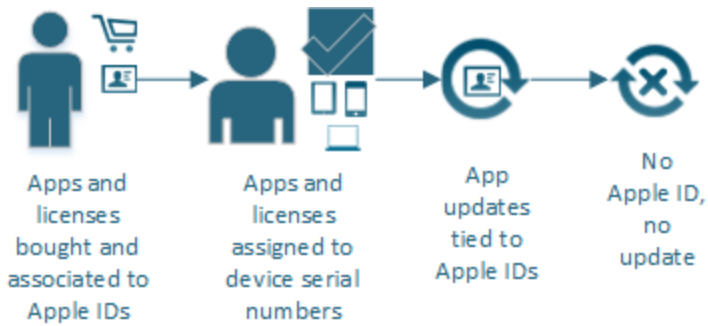 Apps and
licenses
bought and
associated to
Apple IDs
Apps and
licenses
assigned to
device serial
numbers
App
updates
tied to
Apple IDs
No
Apple ID,
no
update